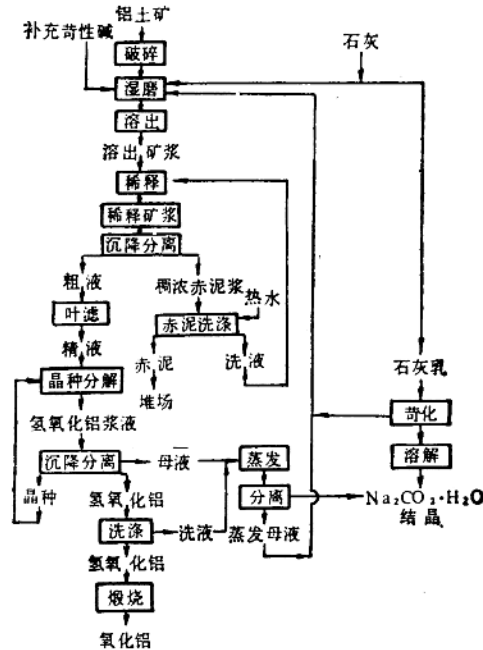 铝土矿
补充苛性碱
石灰
破碎
湿磨
溶出
溶出矿浆
稀释
稀释矿浆
沉降分离
粗液
稠浓赤泥浆
热水
叶滤
赤泥洗涤
精液
赤泥
洗液
石灰乳
晶种分解
堆场
苛化
氢氧化铝浆液
溶解
沉降分离
母液
蒸发
晶种
氢氧化铝
分离
Na₂CO₃·H₂O
结晶
洗涤
洗液
蒸发母液
氢氧化铝
煅烧
氧化铝